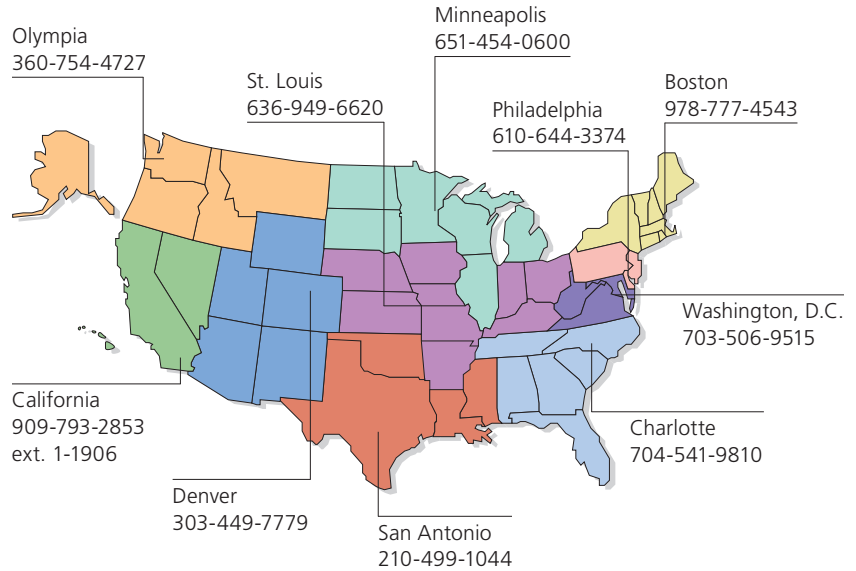 Minneapolis
651-454-0600
Olympia
360-754-4727
St. Louis
636-949-6620
Boston
978-777-4543
Philadelphia
610-644-3374
Washington, D.C.
703-506-9515
California
909-793-2853
ext. 1-1906
Charlotte
704-541-9810
Denver
303-449-7779
San Antonio
210-499-1044